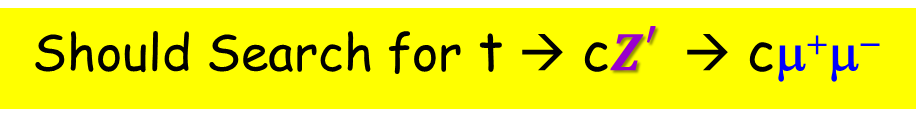 Should Search for t → cZ′ → cμ⁺μ⁻